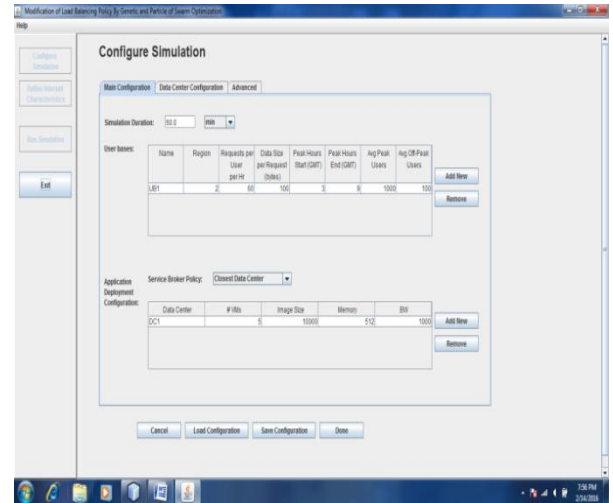 Modification of Load Balancing Policy By Genetic and Particle of Swarm Optimization
Help
Configure Simulation
Define Internet Characteristics
Run Simulation
Exit
Configure Simulation
Main Configuration Data Center Configuration Advanced
Simulation Duration: 60.0 min
User bases:
Name Region Requests per User per Hr Data Size per Request (bytes) Peak Hours Start (GMT) Peak Hours End (GMT) Avg Peak Users Avg Off-Peak Users
UB1 2 60 100 3 9 1000 100
Add New
Remove
Application Deployment Configuration:
Service Broker Policy: Closest Data Center
Data Center # VMs Image Size Memory BW
DC1 5 10000 512 1000
Add New
Remove
Cancel Load Configuration Save Configuration Done
7:56 PM
2/14/2016